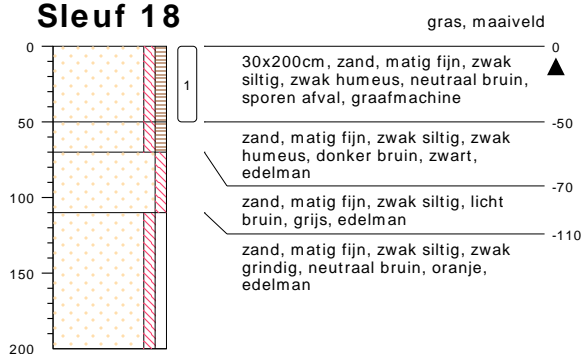 Sleuf 18
gras, maaiveld
0
0
1
30x200cm, zand, matig fijn, zwak
siltig, zwak humeus, neutraal bruin,
sporen afval, graafmachine
50
-50
zand, matig fijn, zwak siltig, zwak
humeus, donker bruin, zwart,
edelman
-70
100
zand, matig fijn, zwak siltig, licht
bruin, grijs, edelman
-110
zand, matig fijn, zwak siltig, zwak
grindig, neutraal bruin, oranje,
edelman
150
200